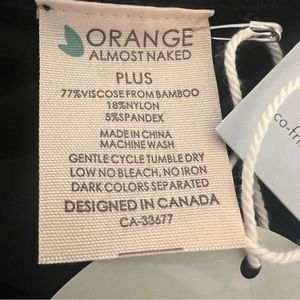 ORANGE
ALMOST NAKED
PLUS
77%VISCOSE FROM BAMBOO
18%NYLON
5%SPANDEX
MADE IN CHINA
MACHINE WASH
GENTLE CYCLE TUMBLE DRY
LOW NO BLEACH, NO IRON
DARK COLORS SEPARATED
DESIGNED IN CANADA
CA-33677